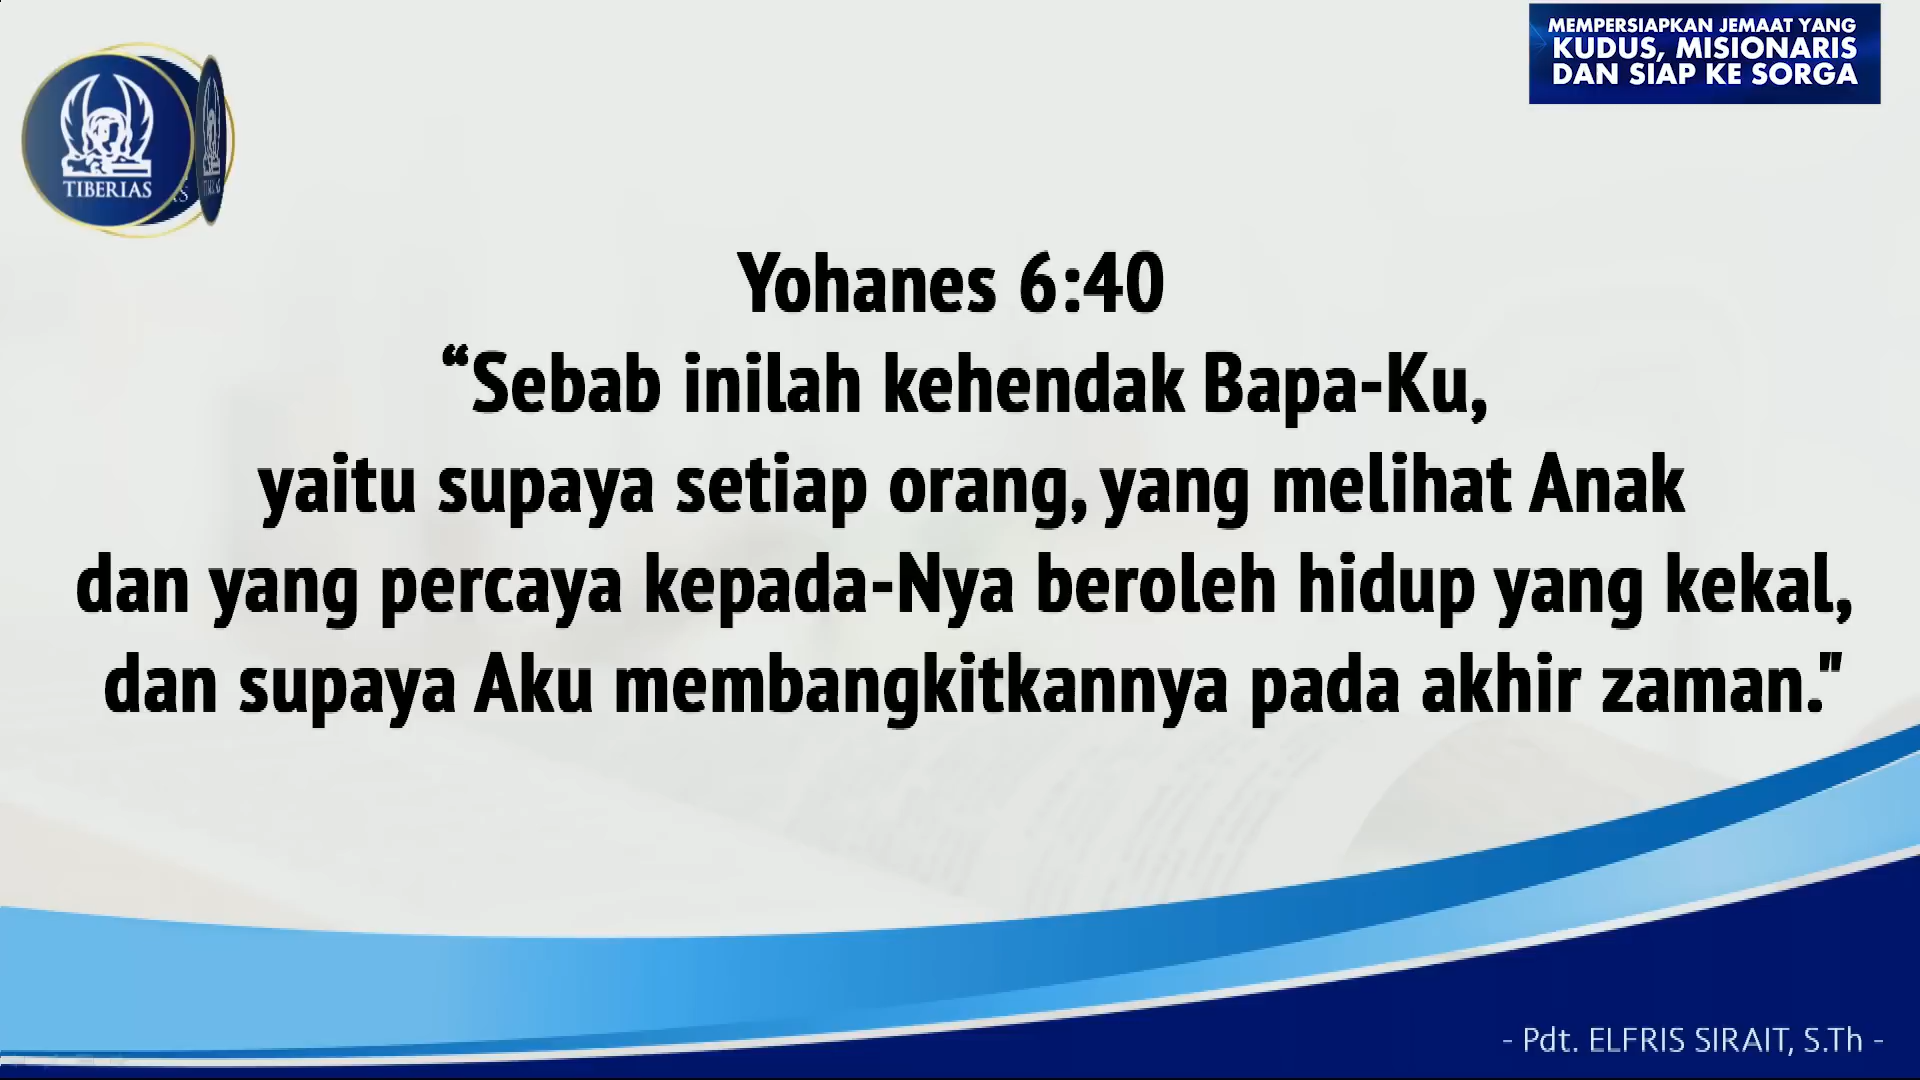 TIBERIAS
MEMPERSIAPKAN JEMAAT YANG
KUDUS, MISIONARIS
DAN SIAP KE SORGA
Yohanes 6:40
“Sebab inilah kehendak Bapa-Ku,
yaitu supaya setiap orang, yang melihat Anak
dan yang percaya kepada-Nya beroleh hidup yang kekal,
dan supaya Aku membangkitkannya pada akhir zaman."
- Pdt. ELFRIS SIRAIT, S.Th -